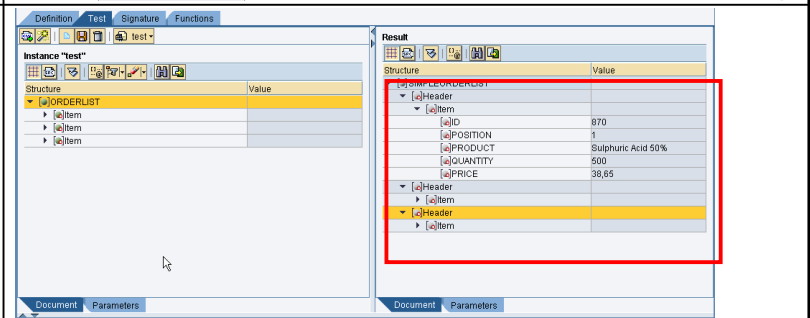 Definition Test Signature Functions
test
Instance "test"
Structure Value
ORDERLIST
Item
Item
Item
Document Parameters
Result
Structure Value
SIMPLEORDERLIST
Header
Item
ID 870
POSITION 1
PRODUCT Sulphuric Acid 50%
QUANTITY 500
PRICE 38,65
Header
Item
Header
Item
Document Parameters